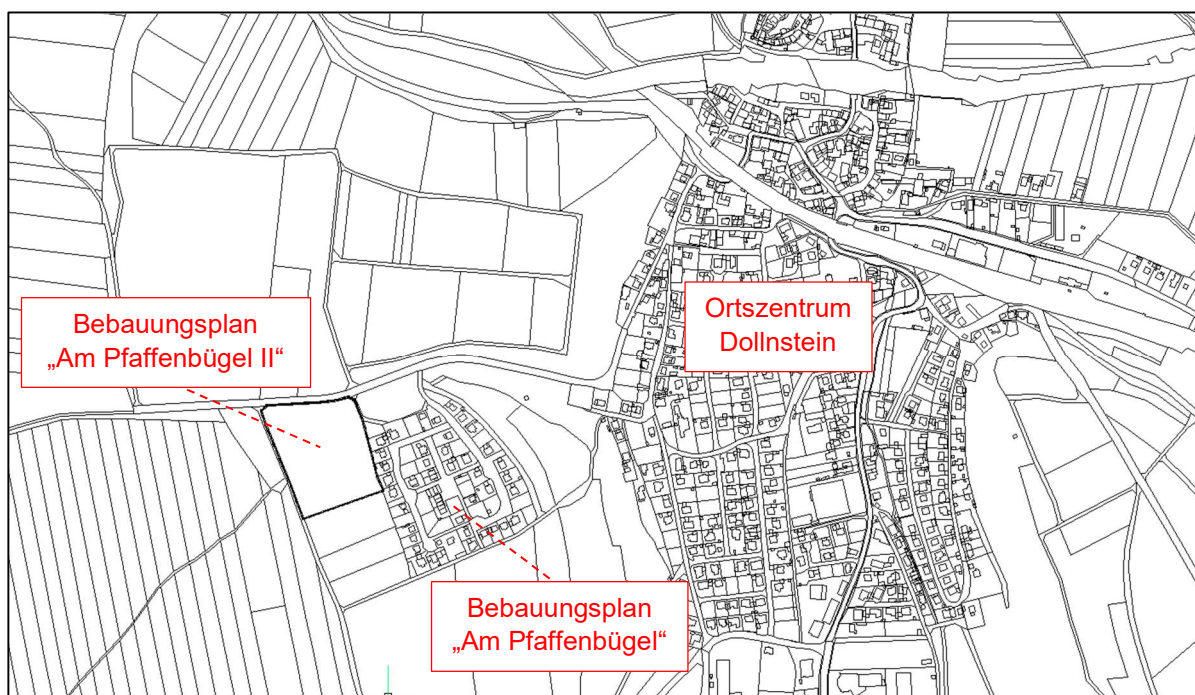 Bebauungsplan
„Am Pfaffenbügel II“
Ortszentrum
Dollnstein
Bebauungsplan
„Am Pfaffenbügel“